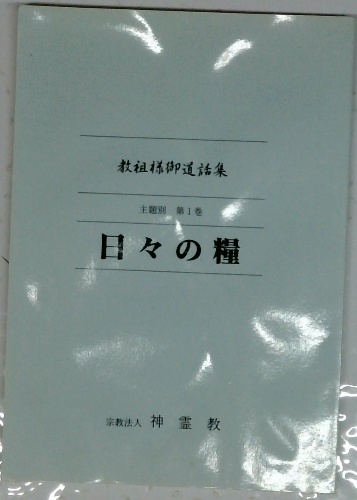 教祖様御道話集
主題別 第1巻
日々の糧
宗教法人 神霊教